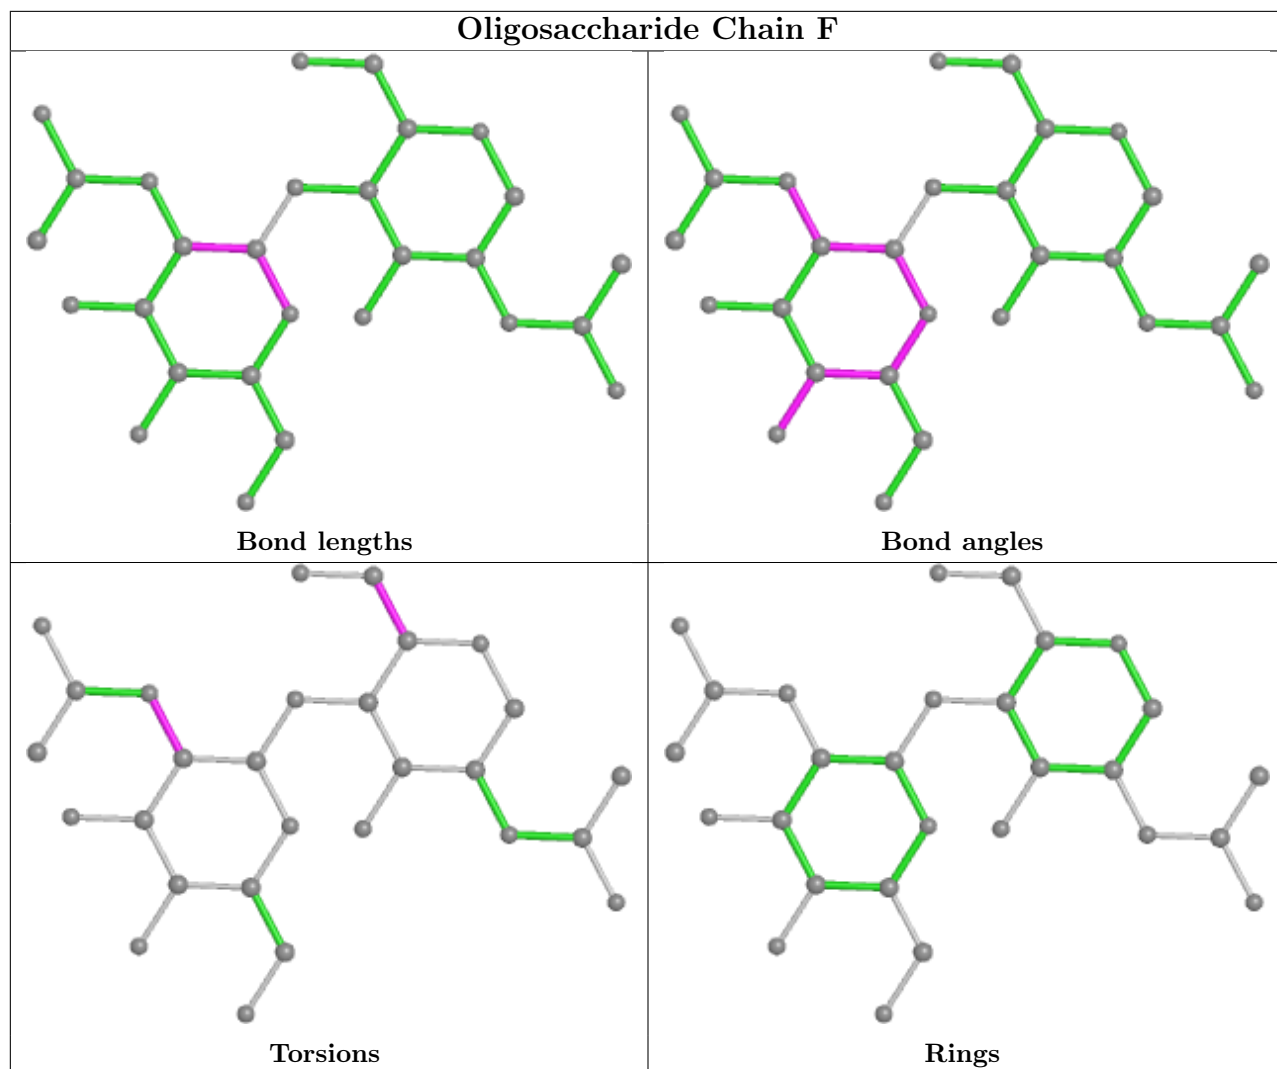 Oligosaccharide Chain F
Bond lengths
Bond angles
Torsions
Rings